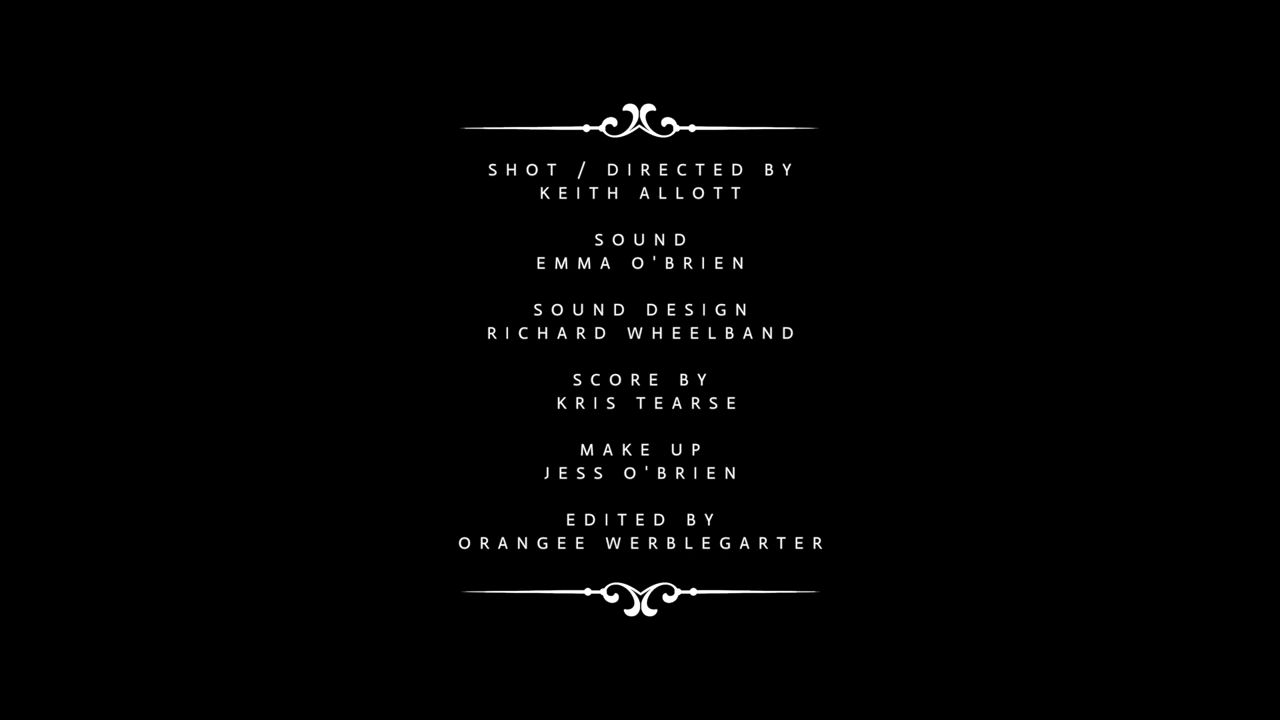 SHOT / DIRECTED BY
KEITH ALLOTT
SOUND
EMMA O'BRIEN
SOUND DESIGN
RICHARD WHEELBAND
SCORE BY
KRIS TEARSE
MAKE UP
JESS O'BRIEN
EDITED BY
ORANGEE WERBLEGARTER